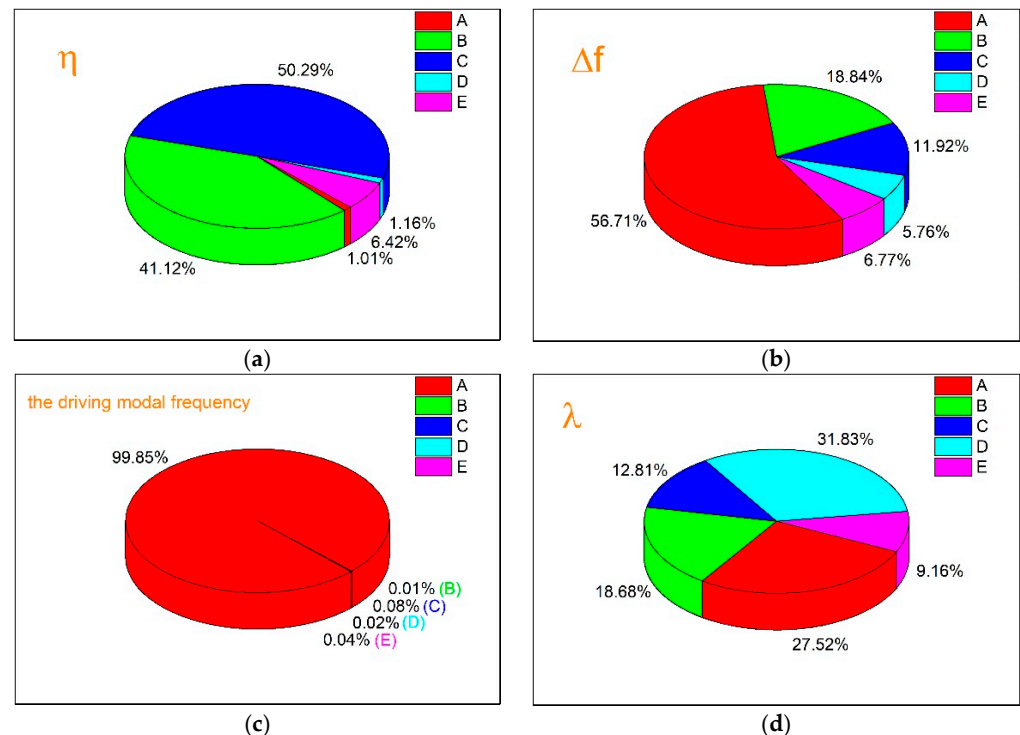 η
A
B
C
D
E
50.29%
1.16%
6.42%
1.01%
41.12%
(a)
Δf
A
B
C
D
E
18.84%
11.92%
56.71%
5.76%
6.77%
(b)
the driving modal frequency
A
B
C
D
E
99.85%
0.01% (B)
0.08% (C)
0.02% (D)
0.04% (E)
(c)
λ
A
B
C
D
E
31.83%
12.81%
9.16%
18.68%
27.52%
(d)